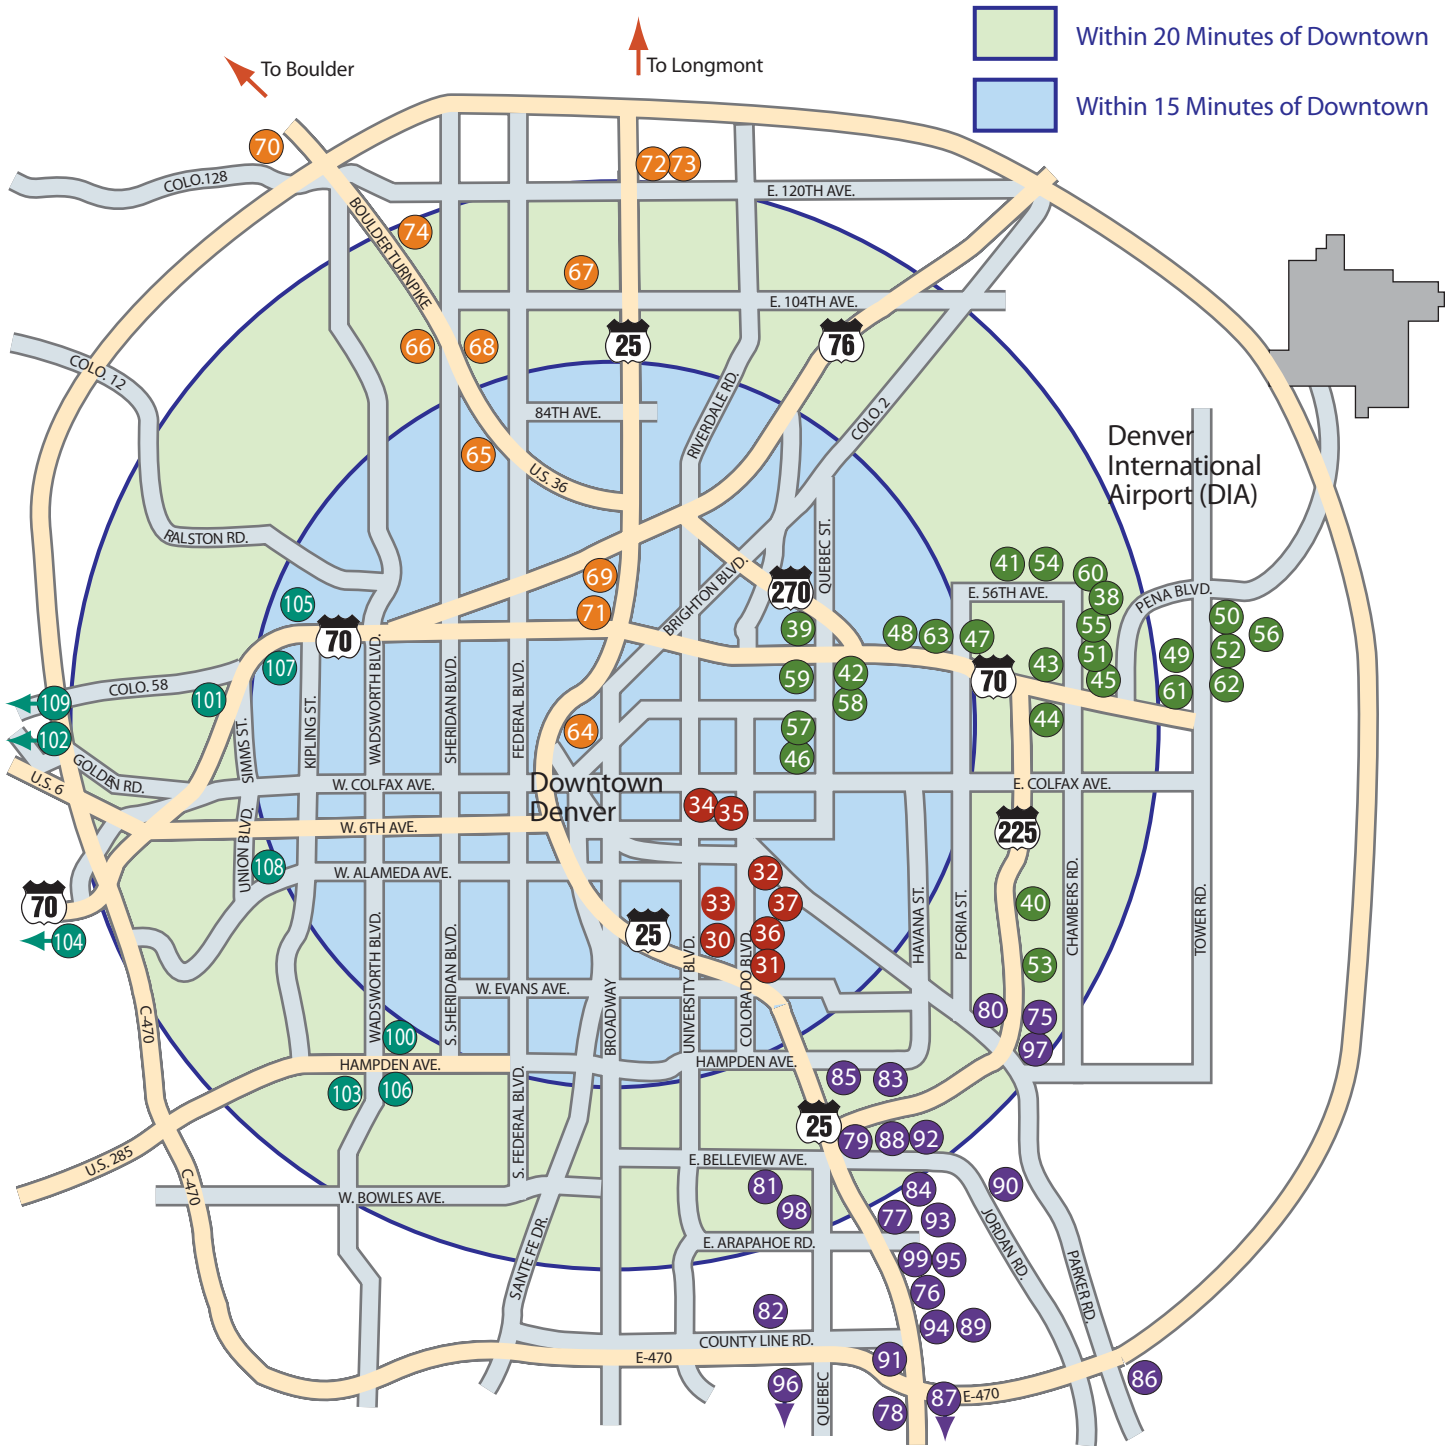 Within 20 Minutes of Downtown
Within 15 Minutes of Downtown
To Boulder
To Longmont
70
72
73
COLO.128
E. 120TH AVE.
BOULDER TURNPIKE
74
67
E. 104TH AVE.
66
68
25
76
COLO. 12
84TH AVE.
RIVERDALE RD.
COLO. 2
65
U.S. 36
Denver
International
Airport (DIA)
RALSTON RD.
QUEBEC ST.
BRIGHTON BLVD.
69
71
270
41
54
60
E. 56TH AVE.
38
PENA BLVD.
105
70
39
48
63
47
55
50
56
107
59
42
43
51
49
52
COLO. 58
101
58
70
45
61
62
109
102
64
57
46
44
SIMMS ST.
KIPLING ST.
WADSWORTH BLVD.
SHERIDAN BLVD.
FEDERAL BLVD.
GOLDEN RD.
U.S. 6
W. COLFAX AVE.
Downtown
Denver
E. COLFAX AVE.
34
35
W. 6TH AVE.
225
UNION BLVD.
108
W. ALAMEDA AVE.
32
70
33
37
40
104
25
30
36
31
53
WADSWORTH BLVD.
S. SHERIDAN BLVD.
UNIVERSITY BLVD.
COLORADO BLVD.
HAVANA ST.
PEORIA ST.
CHAMBERS RD.
TOWER RD.
W. EVANS AVE.
BROADWAY
80
75
97
C-470
100
HAMPDEN AVE.
HAMPDEN AVE.
103
106
85
83
S. FEDERAL BLVD.
25
79
88
92
U.S. 285
E. BELLEVIEW AVE.
C-470
W. BOWLES AVE.
81
98
84
90
77
93
SANTE FE DR.
E. ARAPAHOE RD.
JORDAN RD.
PARKER RD.
99
95
76
82
94
89
COUNTY LINE RD.
E-470
91
96
QUEBEC
78
87
E-470
86